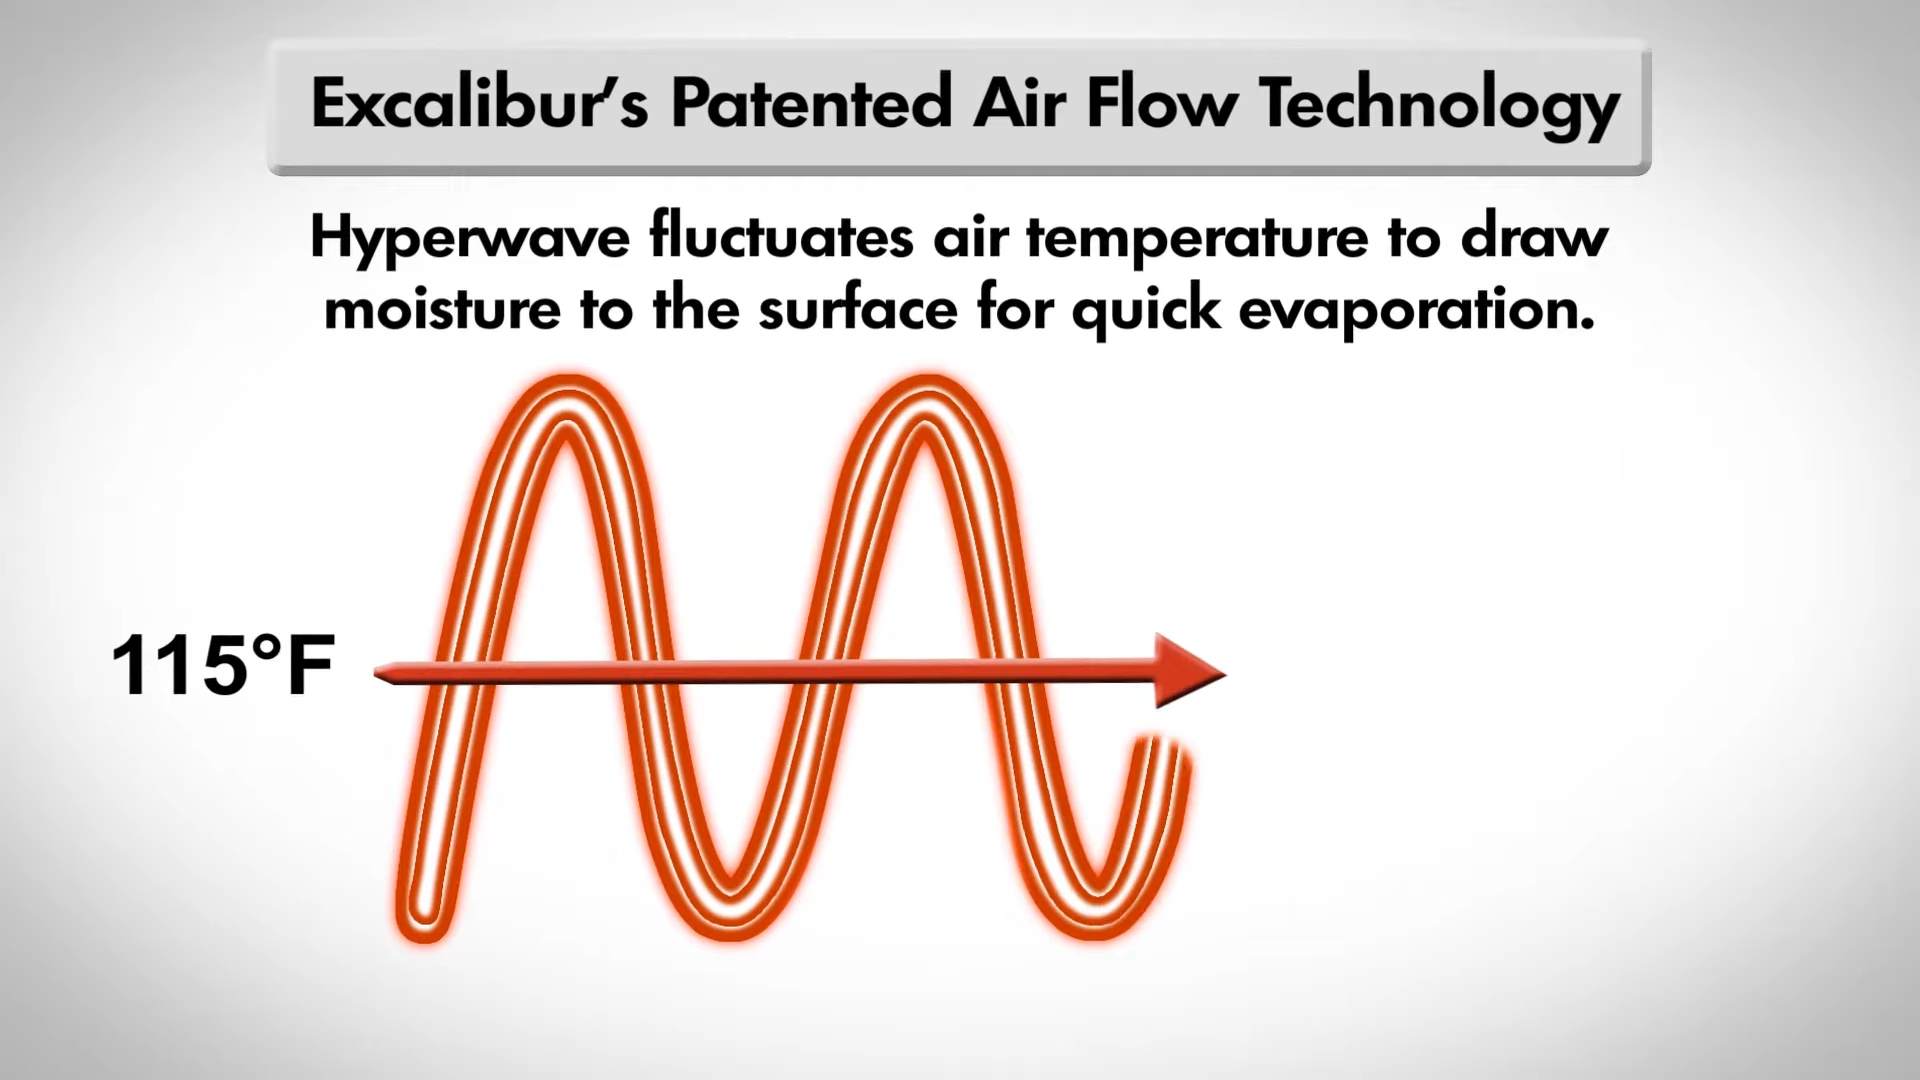 Excalibur’s Patented Air Flow Technology
Hyperwave fluctuates air temperature to draw
moisture to the surface for quick evaporation.
115°F